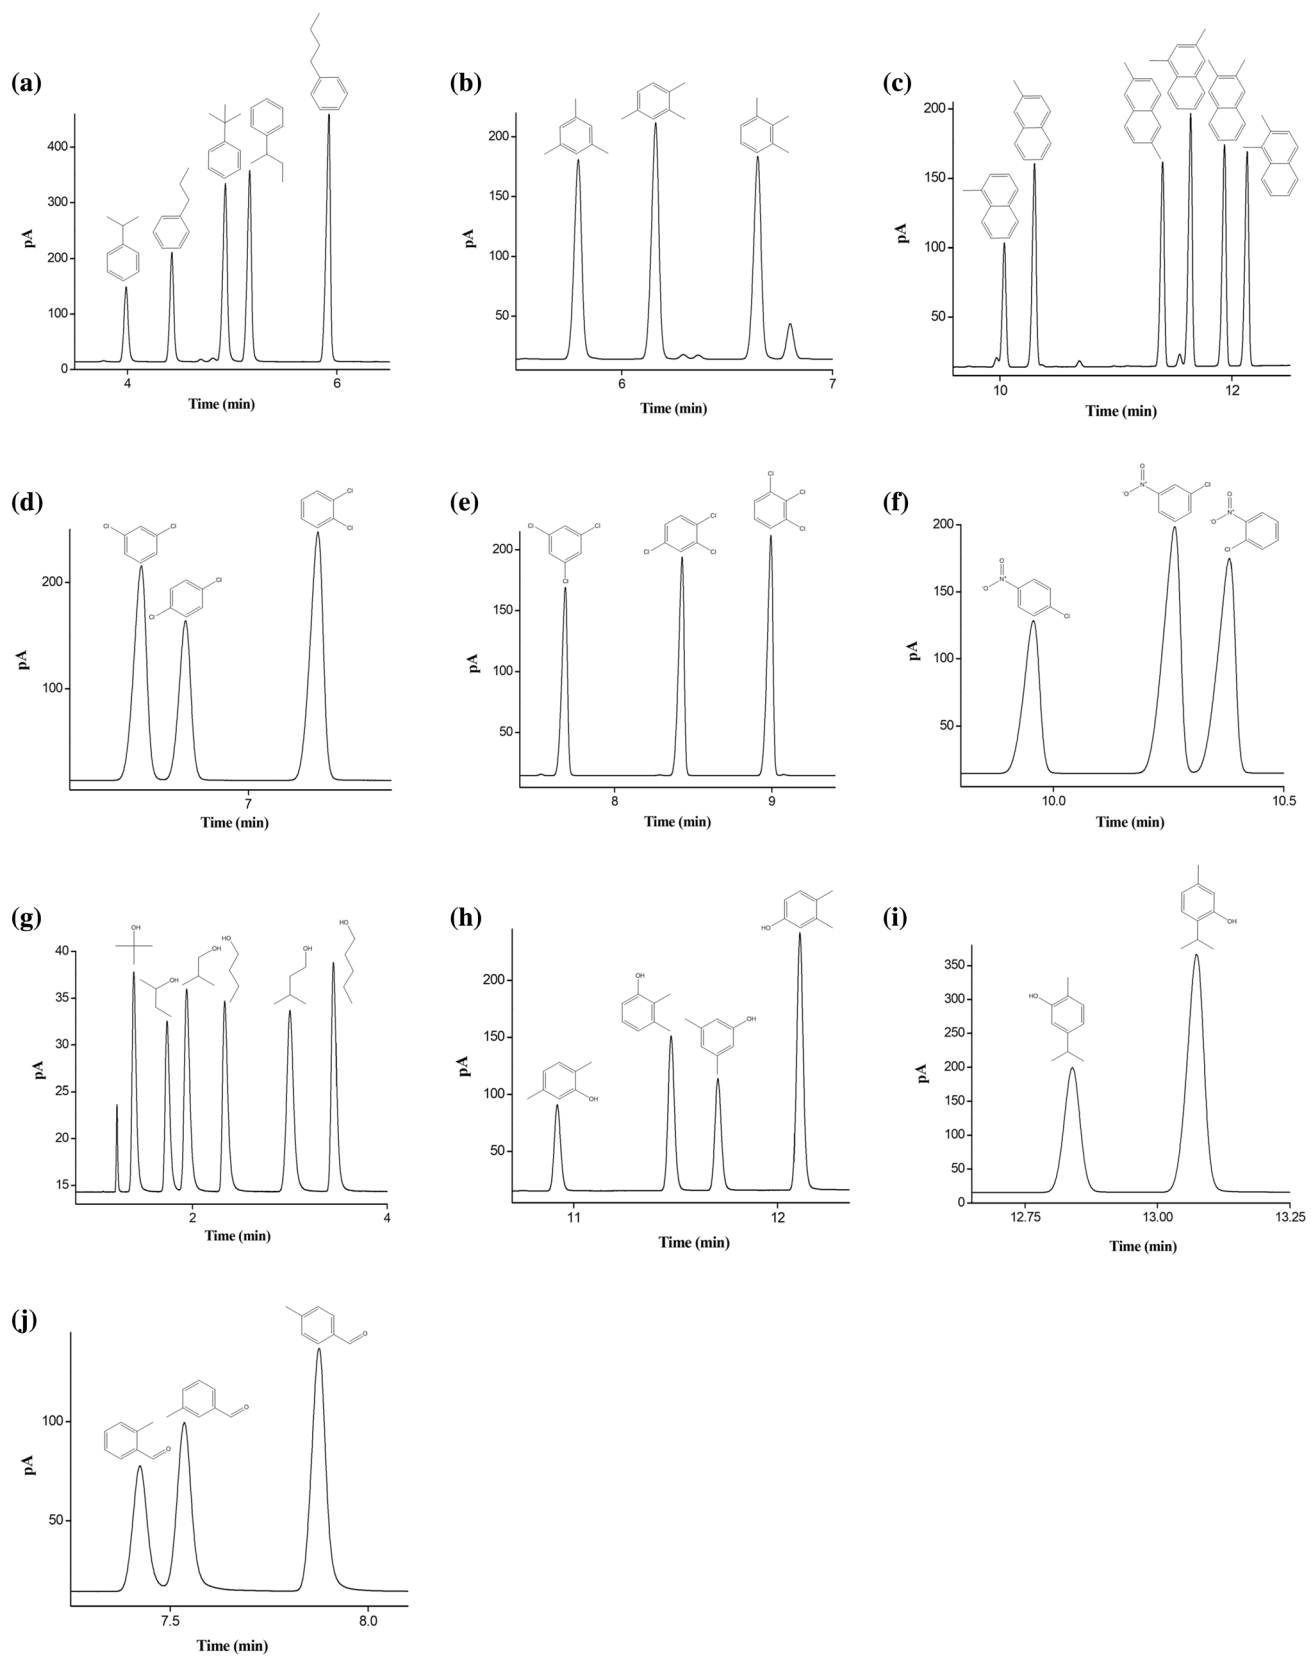 (a)
pA
400
300
200
100
0
4
6
Time (min)
(b)
pA
200
150
100
50
6
7
Time (min)
(c)
pA
200
150
100
50
10
12
Time (min)
(d)
pA
200
100
7
Time (min)
Cl
Cl
Cl
Cl
Cl
Cl
(e)
pA
200
150
100
50
8
9
Time (min)
Cl
Cl
Cl
Cl
Cl
Cl
Cl
Cl
Cl
(f)
pA
200
150
100
50
10.0
10.5
Time (min)
O
-O
N+
Cl
O
-O
N+
Cl
O
-O
N+
Cl
(g)
pA
40
35
30
25
20
15
2
4
Time (min)
OH
OH
OH
HO
OH
HO
(h)
pA
200
150
100
50
11
12
Time (min)
OH
OH
OH
HO
(i)
pA
350
300
250
200
150
100
50
0
12.75
13.00
13.25
Time (min)
HO
OH
(j)
pA
100
50
7.5
8.0
Time (min)
O
O
O